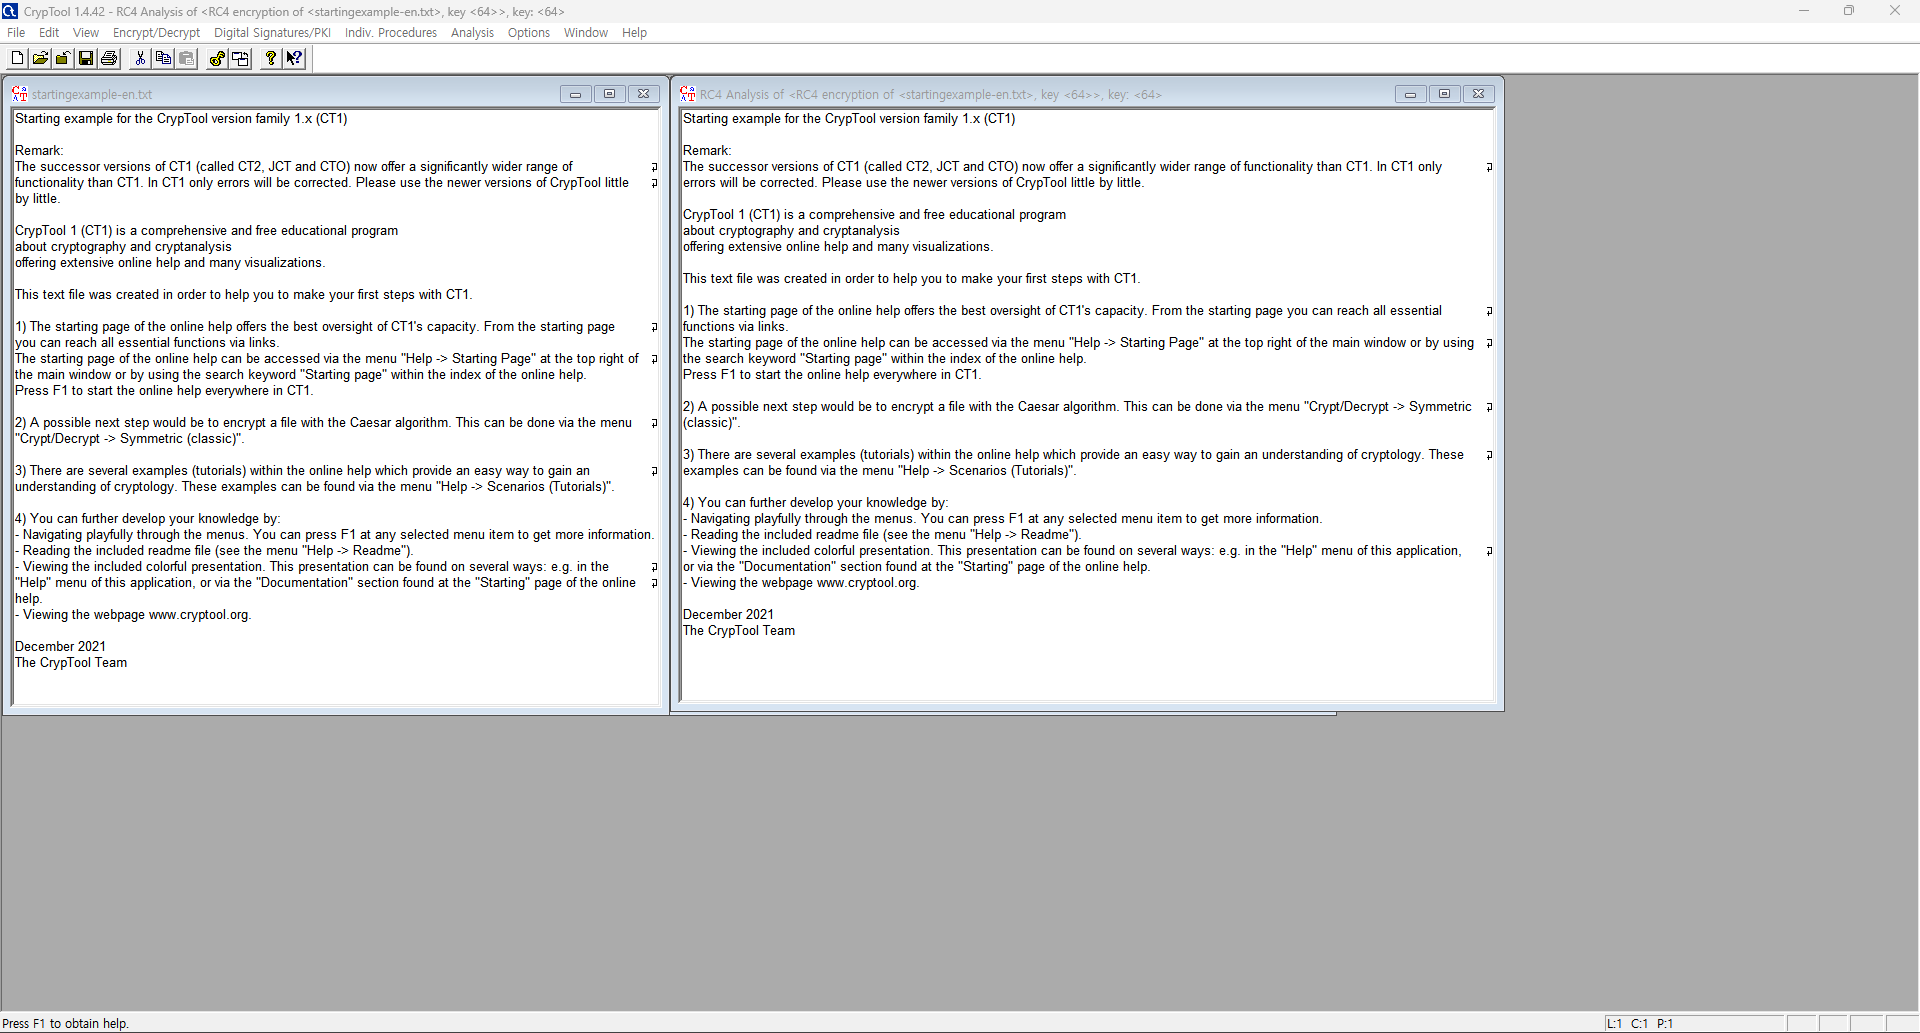 CrypTool 1.4.42 - RC4 Analysis of <RC4 encryption of <startingexample-en.txt>, key <64>>, key: <64>
File Edit View Encrypt/Decrypt Digital Signatures/PKI Indiv. Procedures Analysis Options Window Help
startingexample-en.txt
Starting example for the CrypTool version family 1.x (CT1)
Remark:
The successor versions of CT1 (called CT2, JCT and CTO) now offer a significantly wider range of
functionality than CT1. In CT1 only errors will be corrected. Please use the newer versions of CrypTool little
by little.
CrypTool 1 (CT1) is a comprehensive and free educational program
about cryptography and cryptanalysis
offering extensive online help and many visualizations.
This text file was created in order to help you to make your first steps with CT1.
1) The starting page of the online help offers the best oversight of CT1's capacity. From the starting page
you can reach all essential functions via links.
The starting page of the online help can be accessed via the menu "Help -> Starting Page" at the top right of
the main window or by using the search keyword "Starting page" within the index of the online help.
Press F1 to start the online help everywhere in CT1.
2) A possible next step would be to encrypt a file with the Caesar algorithm. This can be done via the menu
"Crypt/Decrypt -> Symmetric (classic)".
3) There are several examples (tutorials) within the online help which provide an easy way to gain an
understanding of cryptology. These examples can be found via the menu "Help -> Scenarios (Tutorials)".
4) You can further develop your knowledge by:
- Navigating playfully through the menus. You can press F1 at any selected menu item to get more information.
- Reading the included readme file (see the menu "Help -> Readme").
- Viewing the included colorful presentation. This presentation can be found on several ways: e.g. in the
"Help" menu of this application, or via the "Documentation" section found at the "Starting" page of the online
help.
- Viewing the webpage www.cryptool.org.
December 2021
The CrypTool Team
RC4 Analysis of <RC4 encryption of <startingexample-en.txt>, key <64>>, key: <64>
Starting example for the CrypTool version family 1.x (CT1)
Remark:
The successor versions of CT1 (called CT2, JCT and CTO) now offer a significantly wider range of functionality than CT1. In CT1 only
errors will be corrected. Please use the newer versions of CrypTool little by little.
CrypTool 1 (CT1) is a comprehensive and free educational program
about cryptography and cryptanalysis
offering extensive online help and many visualizations.
This text file was created in order to help you to make your first steps with CT1.
1) The starting page of the online help offers the best oversight of CT1's capacity. From the starting page you can reach all essential
functions via links.
The starting page of the online help can be accessed via the menu "Help -> Starting Page" at the top right of the main window or by using
the search keyword "Starting page" within the index of the online help.
Press F1 to start the online help everywhere in CT1.
2) A possible next step would be to encrypt a file with the Caesar algorithm. This can be done via the menu "Crypt/Decrypt -> Symmetric
(classic)".
3) There are several examples (tutorials) within the online help which provide an easy way to gain an understanding of cryptology. These
examples can be found via the menu "Help -> Scenarios (Tutorials)".
4) You can further develop your knowledge by:
- Navigating playfully through the menus. You can press F1 at any selected menu item to get more information.
- Reading the included readme file (see the menu "Help -> Readme").
- Viewing the included colorful presentation. This presentation can be found on several ways: e.g. in the "Help" menu of this application,
or via the "Documentation" section found at the "Starting" page of the online help.
- Viewing the webpage www.cryptool.org.
December 2021
The CrypTool Team
Press F1 to obtain help.
L:1 C:1 P:1